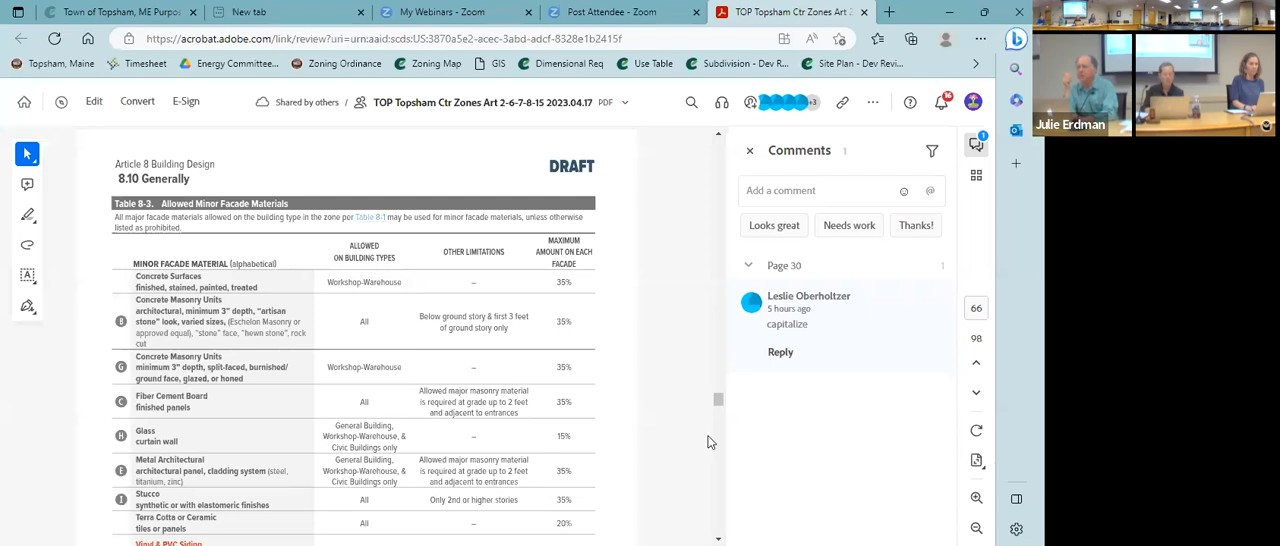 Town of Topsham, ME Purpo
New tab
My Webinars - Zoom
Post Attendee - Zoom
TOP Topsham Ctr Zones Art 2
https://acrobat.adobe.com/link/review?uri=urn:aaid:scds:US:3870a5e2-acec-3abd-adcf-8328e1b2415f
Topsham, Maine
Timesheet
Energy Committee...
Zoning Ordinance
Zoning Map
GIS
Dimensional Req
Use Table
Subdivision - Dev R...
Site Plan - Dev Revi...
Edit
Convert
E-Sign
Shared by others
TOP Topsham Ctr Zones Art 2-6-7-8-15 2023.04.17
PDF
+3
16
Julie Erdman
Article 8 Building Design
8.10 Generally
DRAFT
Table 8-3. Allowed Minor Facade Materials
All major facade materials allowed on the building type in the zone per Table 8-1 may be used for minor facade materials, unless otherwise
listed as prohibited.
MINOR FACADE MATERIAL (alphabetical)
ALLOWED
ON BUILDING TYPES
OTHER LIMITATIONS
MAXIMUM
AMOUNT ON EACH
FACADE
Concrete Surfaces
finished, stained, painted, treated
Workshop-Warehouse
–
35%
B
Concrete Masonry Units
architectural, minimum 3" depth, "artisan
stone" look, varied sizes, (Eschelon Masonry or
approved equal), "stone" face, "hewn stone", rock
cut
All
Below ground story & first 3 feet
of ground story only
35%
G
Concrete Masonry Units
minimum 3" depth, split-faced, burnished/
ground face, glazed, or honed
Workshop-Warehouse
–
35%
C
Fiber Cement Board
finished panels
All
Allowed major masonry material
is required at grade up to 2 feet
and adjacent to entrances
35%
H
Glass
curtain wall
General Building,
Workshop-Warehouse, &
Civic Buildings only
–
15%
E
Metal Architectural
architectural panel, cladding system (steel,
titanium, zinc)
General Building,
Workshop-Warehouse, &
Civic Buildings only
Allowed major masonry material
is required at grade up to 2 feet
and adjacent to entrances
35%
I
Stucco
synthetic or with elastomeric finishes
All
Only 2nd or higher stories
35%
Terra Cotta or Ceramic
tiles or panels
All
–
20%
Vinyl & PVC Siding
Comments 1
Add a comment
Looks great
Needs work
Thanks!
Page 30
1
Leslie Oberholtzer
5 hours ago
capitalize
Reply
1
66
98